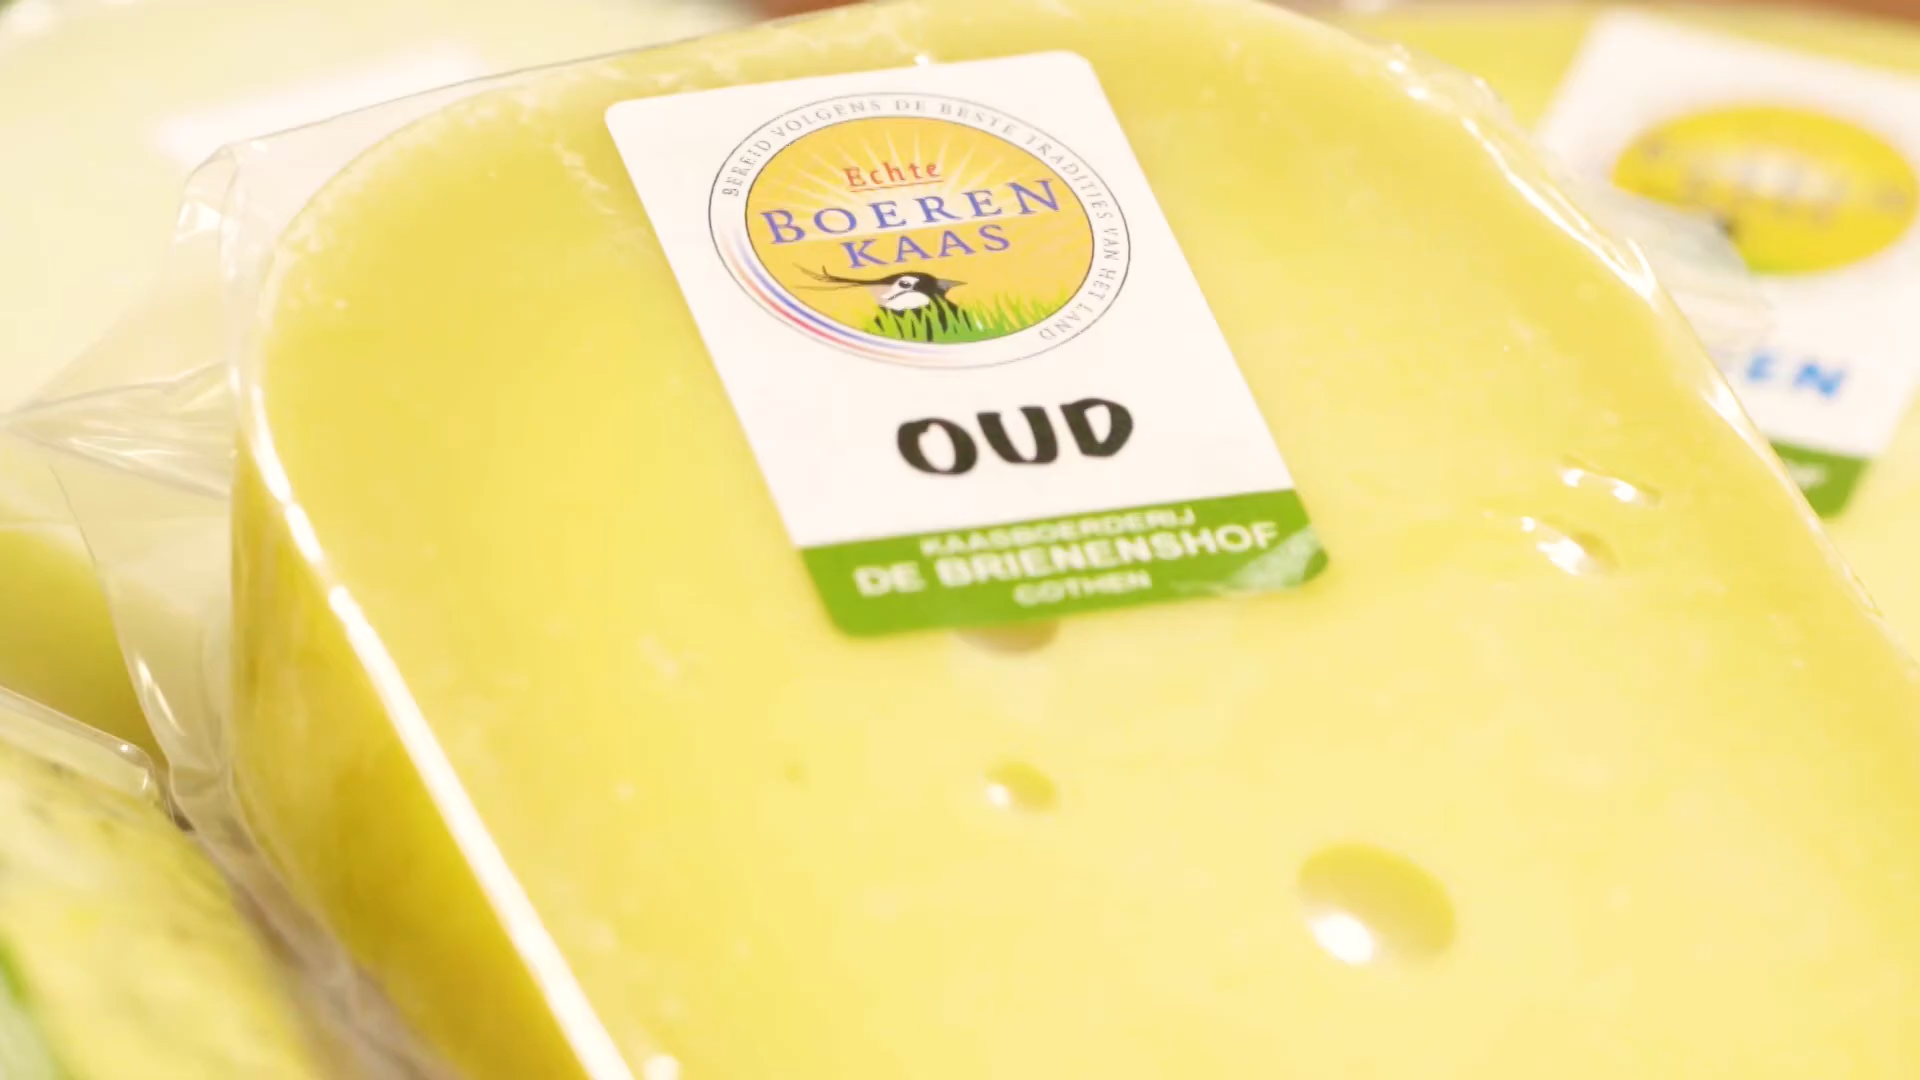 BEREID VOLGENS DE BESTE TRADITIES VAN HET LAND
Echte
BOEREN
KAAS
OUD
KAASBOERDERIJ
DE BRIENENSHOF
COTHEN